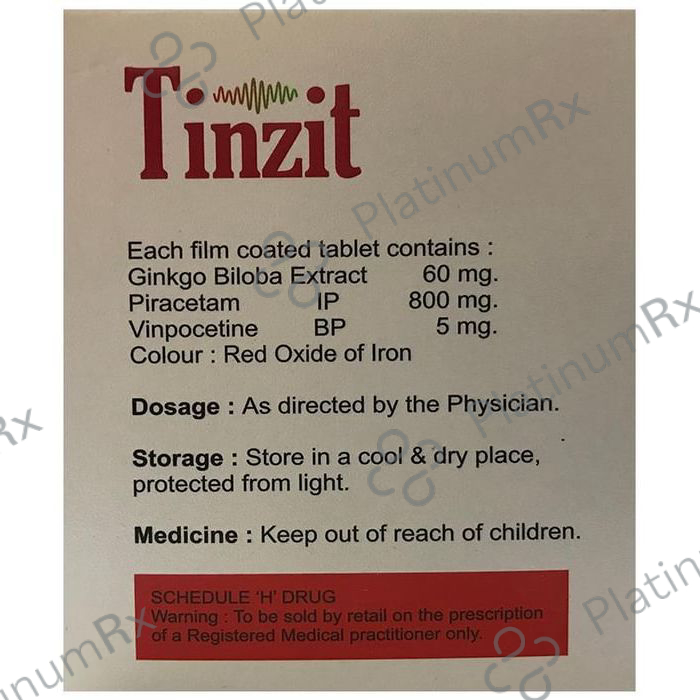 Tinzit
Each film coated tablet contains :
Ginkgo Biloba Extract 60 mg.
Piracetam IP 800 mg.
Vinpocetine BP 5 mg.
Colour : Red Oxide of Iron
Dosage : As directed by the Physician.
Storage : Store in a cool & dry place,
protected from light.
Medicine : Keep out of reach of children.
SCHEDULE 'H' DRUG
Warning : To be sold by retail on the prescription
of a Registered Medical practitioner only.
PlatinumRx
PlatinumRx